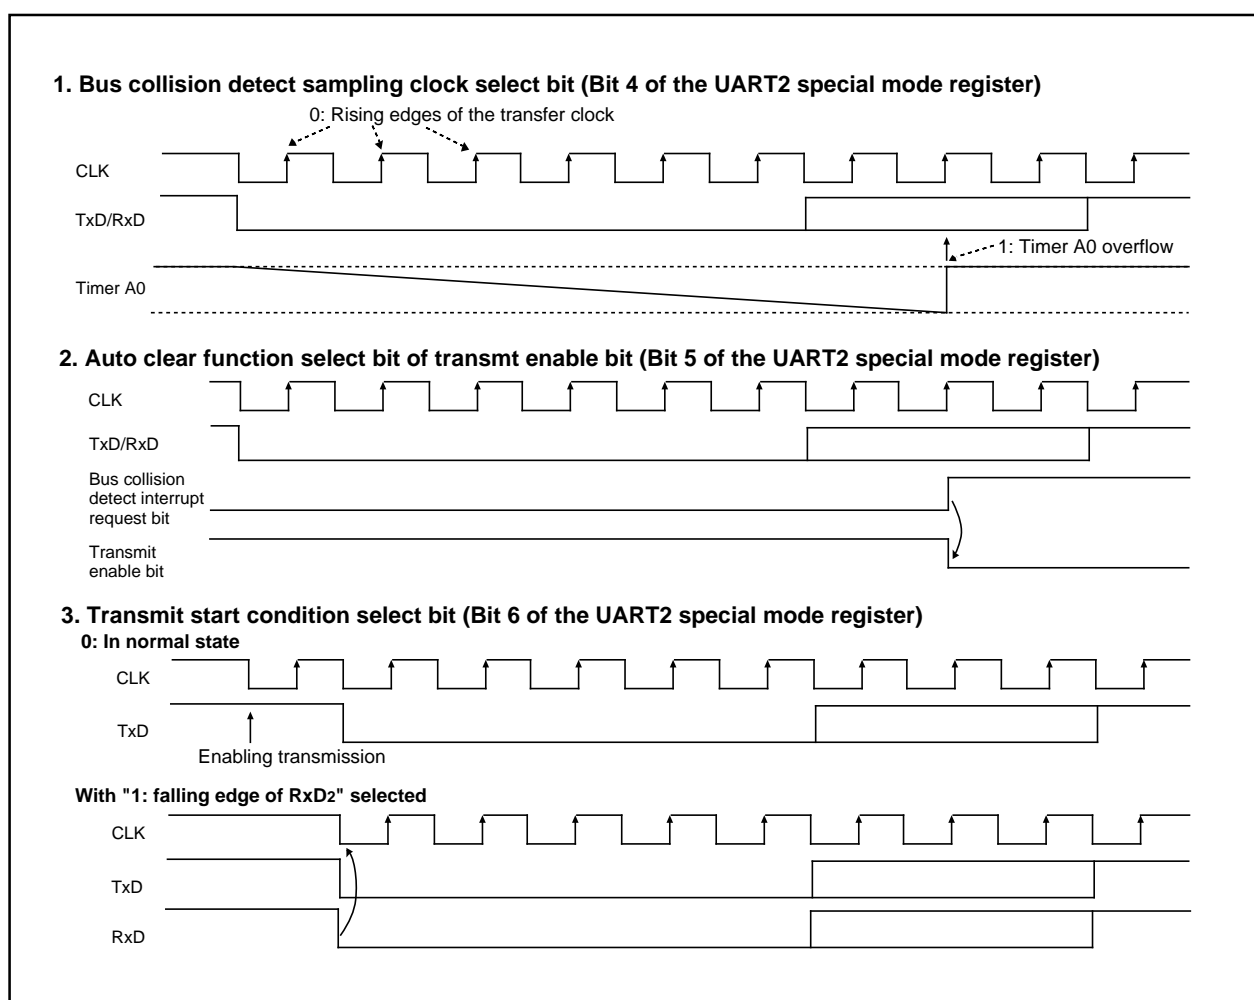 1. Bus collision detect sampling clock select bit (Bit 4 of the UART2 special mode register)
0: Rising edges of the transfer clock
CLK
TxD/RxD
1: Timer A0 overflow
Timer A0
2. Auto clear function select bit of transmt enable bit (Bit 5 of the UART2 special mode register)
CLK
TxD/RxD
Bus collision
detect interrupt
request bit
Transmit
enable bit
3. Transmit start condition select bit (Bit 6 of the UART2 special mode register)
0: In normal state
CLK
TxD
Enabling transmission
With "1: falling edge of RxD2" selected
CLK
TxD
RxD